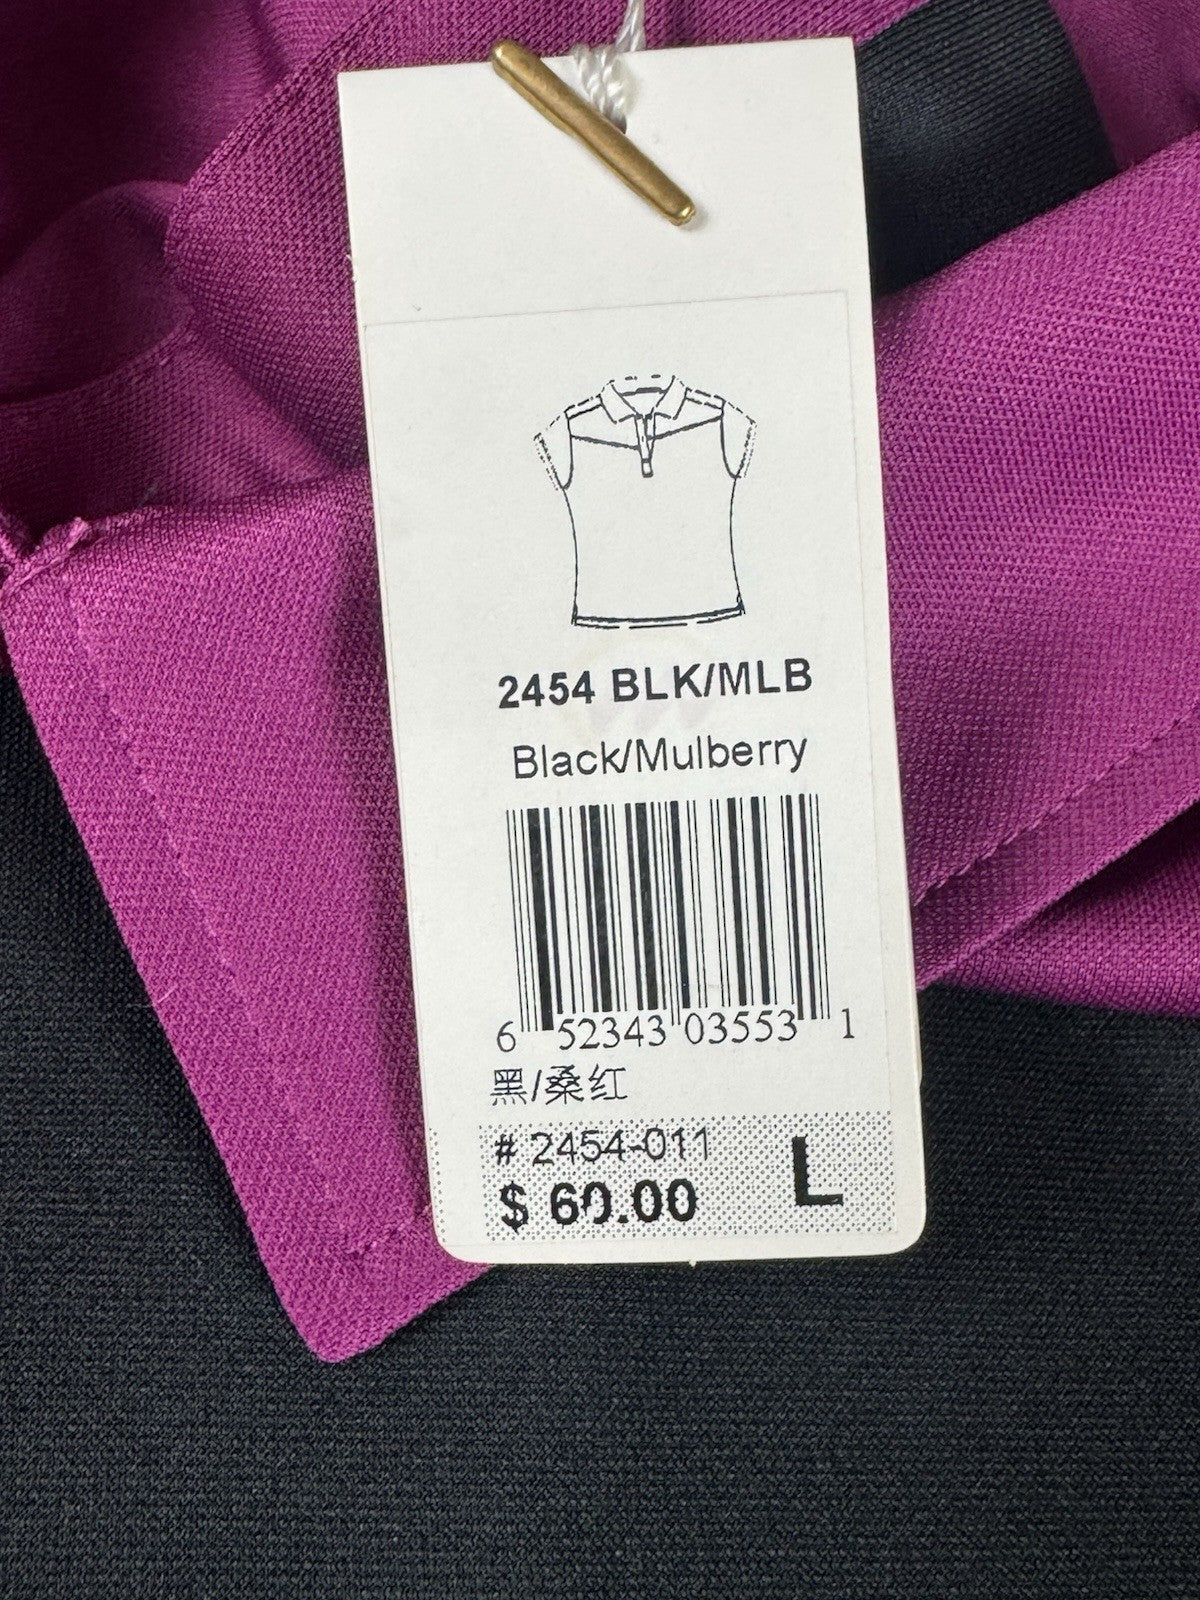 2454 BLK/MLB
Black/Mulberry
6 52343 03553 1
黑/桑红
# 2454-011
L
$ 60.00